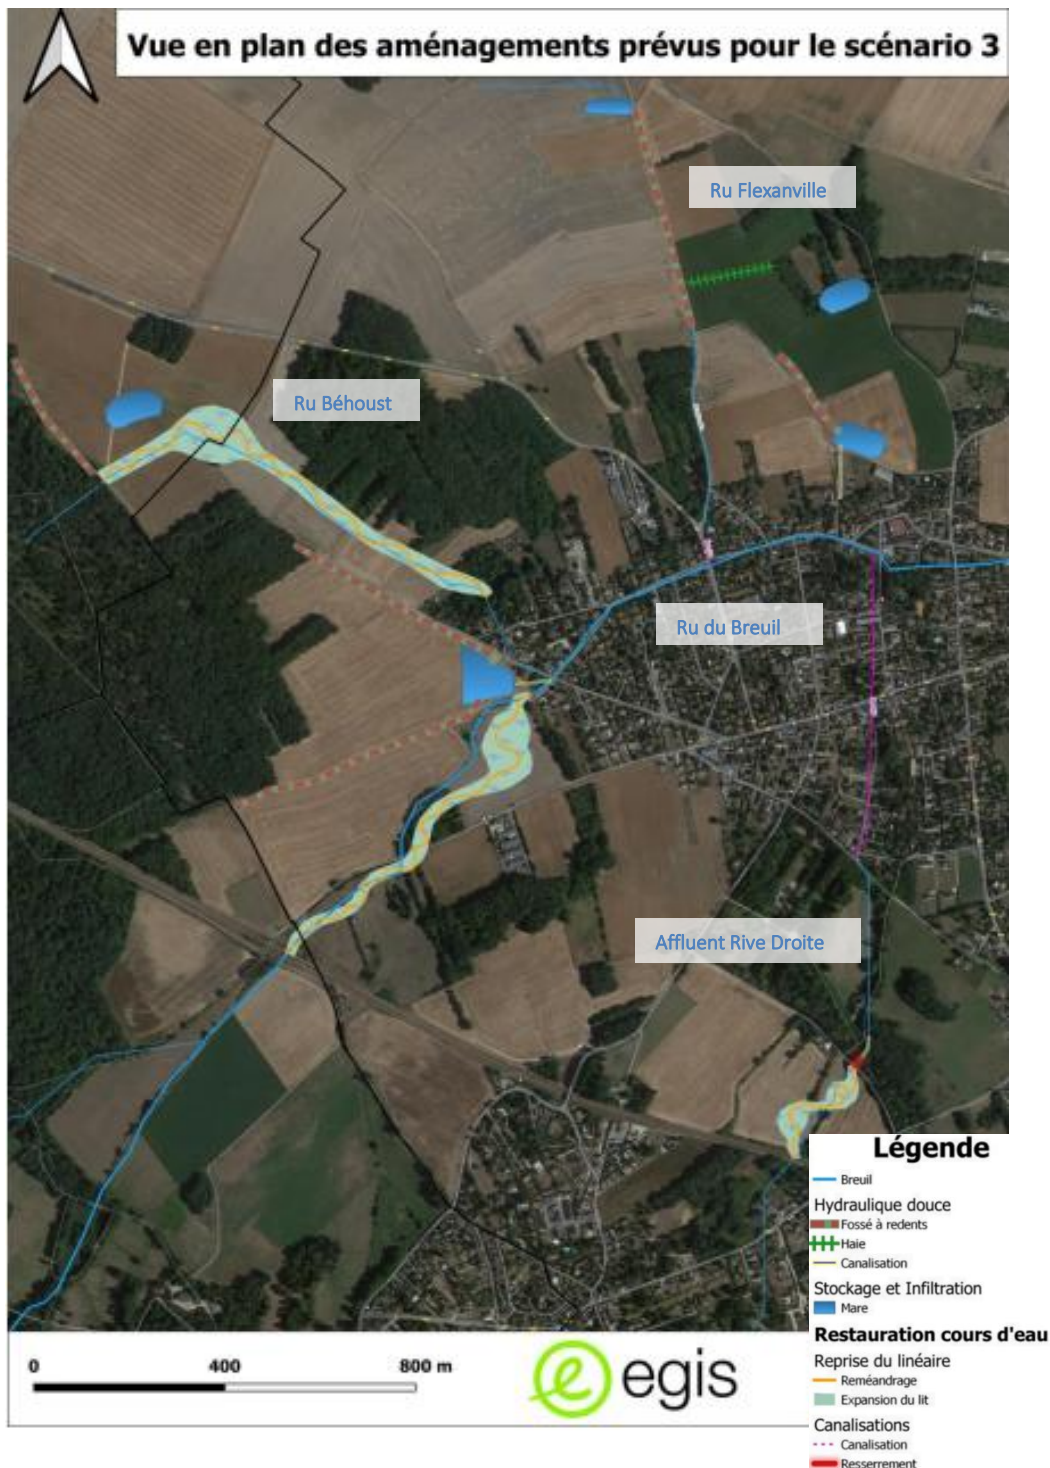 Vue en plan des aménagements prévus pour le scénario 3
Ru Flexanville
Ru Béhoust
Ru du Breuil
Affluent Rive Droite
Légende
Breuil
Hydraulique douce
Fossé à redents
Haie
Canalisation
Stockage et Infiltration
Mare
Restauration cours d'eau
Reprise du linéaire
Reméandrage
Expansion du lit
Canalisations
Canalisation
Resserrement
0 400 800 m
egis